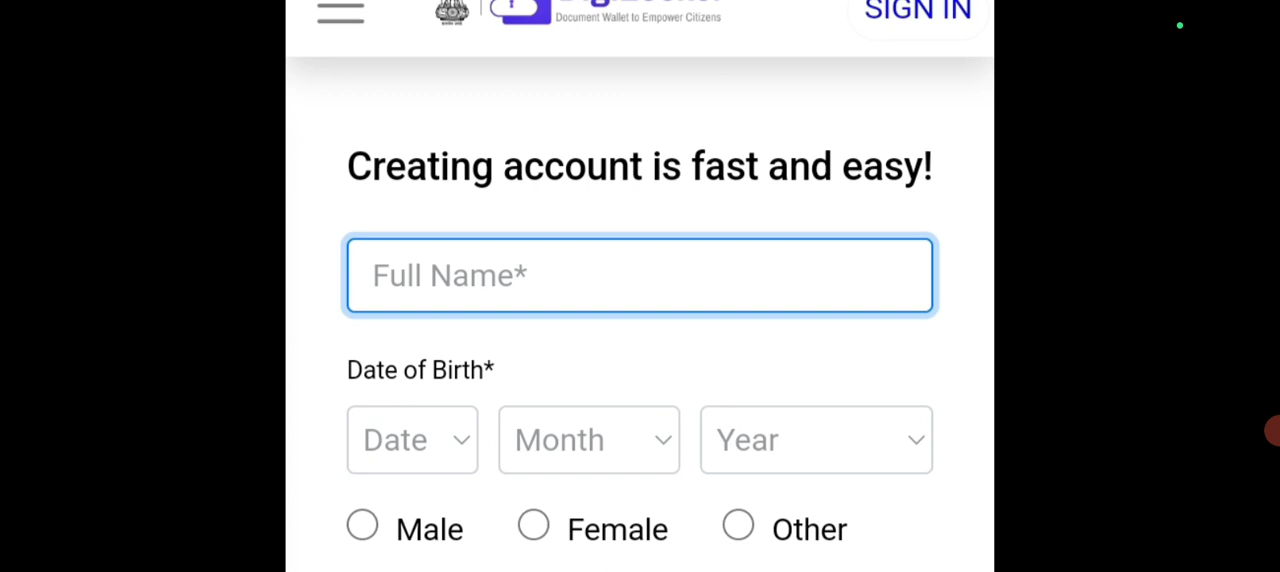 Document Wallet to Empower Citizens
SIGN IN
Creating account is fast and easy!
Full Name*
Date of Birth*
Date Month Year
Male Female Other